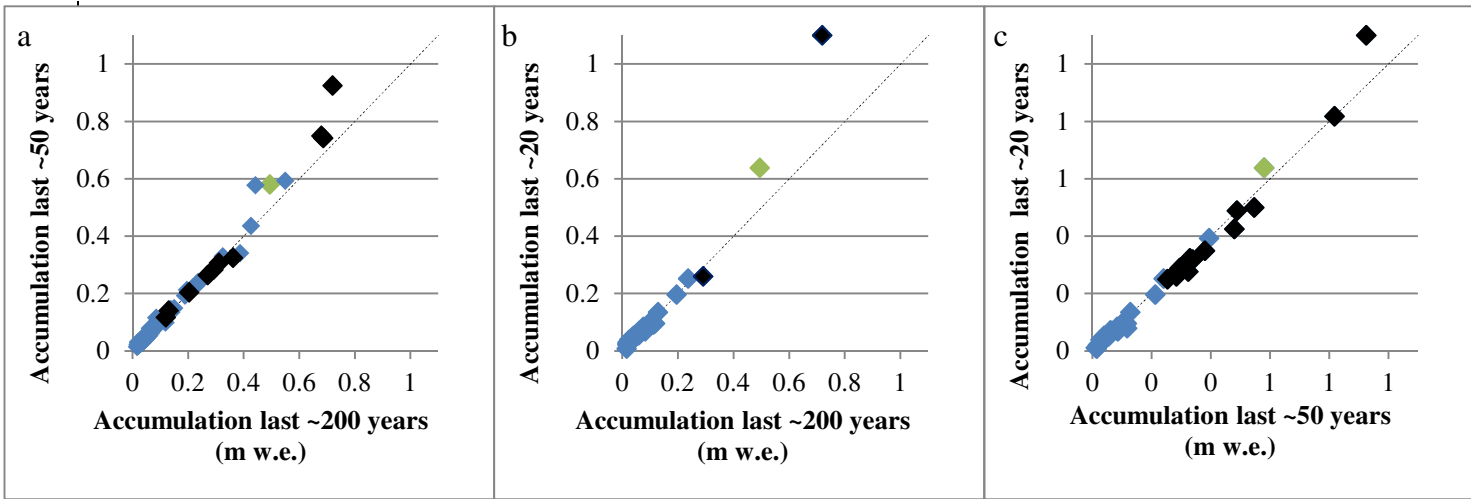 a
Accumulation last ~50 years
1
0.8
0.6
0.4
0.2
0
0 0.2 0.4 0.6 0.8 1
Accumulation last ~200 years
(m w.e.)
b
Accumulation last ~20 years
1
0.8
0.6
0.4
0.2
0
0 0.2 0.4 0.6 0.8 1
Accumulation last ~200 years
(m w.e.)
c
Accumulation last ~20 years
1
1
1
0
0
0
0 0 0 1 1 1
Accumulation last ~50 years
(m w.e.)